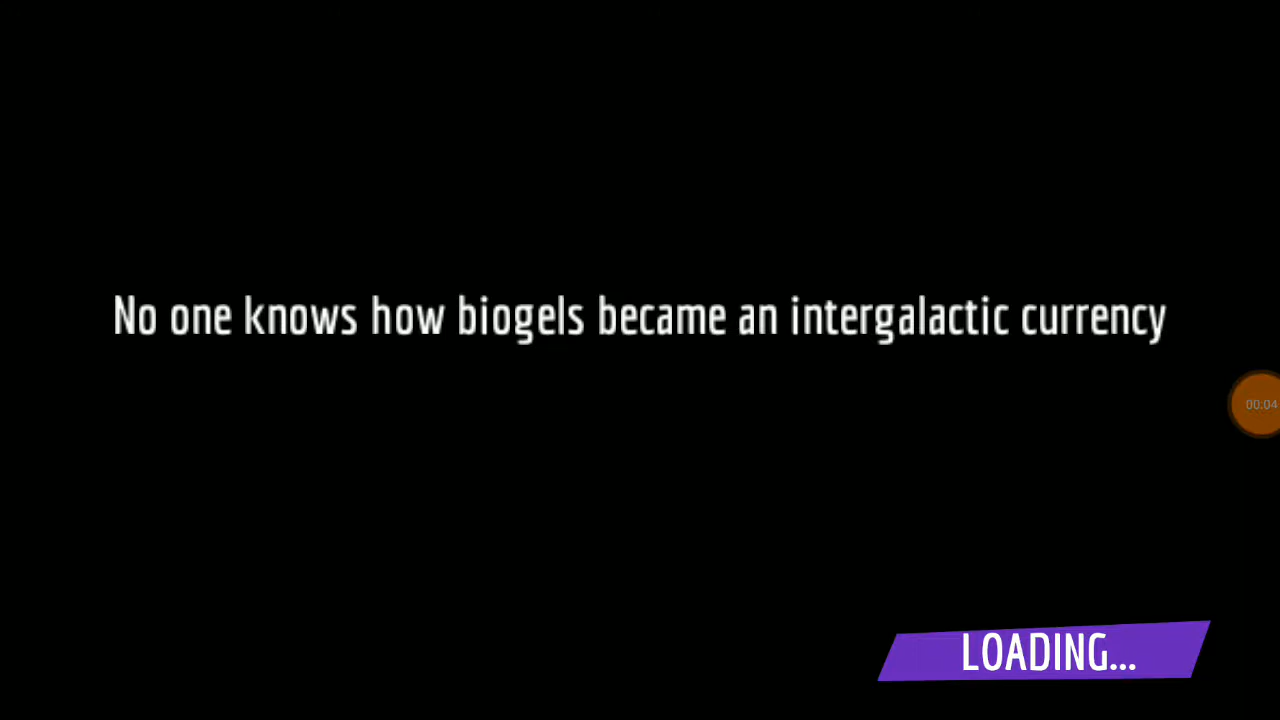 No one knows how biogels became an intergalactic currency
00:04
LOADING...